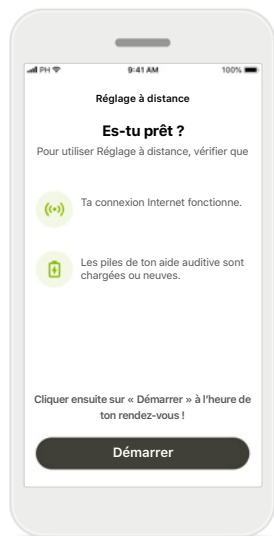 PH 9:41 AM 100%
Réglage à distance
Es-tu prêt ?
Pour utiliser Réglage à distance, vérifier que
Ta connexion Internet fonctionne.
Les piles de ton aide auditive sont
chargées ou neuves.
Cliquer ensuite sur « Démarrer » à l'heure de
ton rendez-vous !
Démarrer